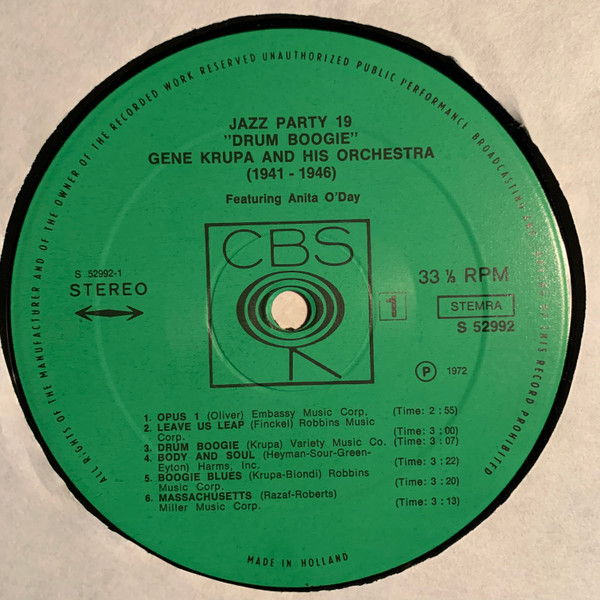 ALL RIGHTS OF THE MANUFACTURER AND OF THE OWNER OF THE RECORDED WORK RESERVED UNAUTHORIZED PUBLIC PERFORMANCE BROADCASTING AND OF THIS RECORD PROHIBITED
JAZZ PARTY 19
"DRUM BOOGIE"
GENE KRUPA AND HIS ORCHESTRA
(1941 - 1946)
Featuring Anita O'Day
CBS
S 52992-1
STEREO
33 ⅓ RPM
1
STEMRA
S 52992
P 1972
1. OPUS 1 (Oliver) Embassy Music Corp. (Time: 2 : 55)
2. LEAVE US LEAP (Finckel) Robbins Music
Corp. (Time: 3 : 00)
3. DRUM BOOGIE (Krupa) Variety Music Co. (Time: 3 : 07)
4. BODY AND SOUL (Heyman-Sour-Green-
Eyton) Harms, Inc. (Time: 3 : 22)
5. BOOGIE BLUES (Krupa-Biondi) Robbins
Music Corp. (Time: 3 : 20)
6. MASSACHUSETTS (Razaf-Roberts)
Miller Music Corp. (Time: 3 : 13)
MADE IN HOLLAND